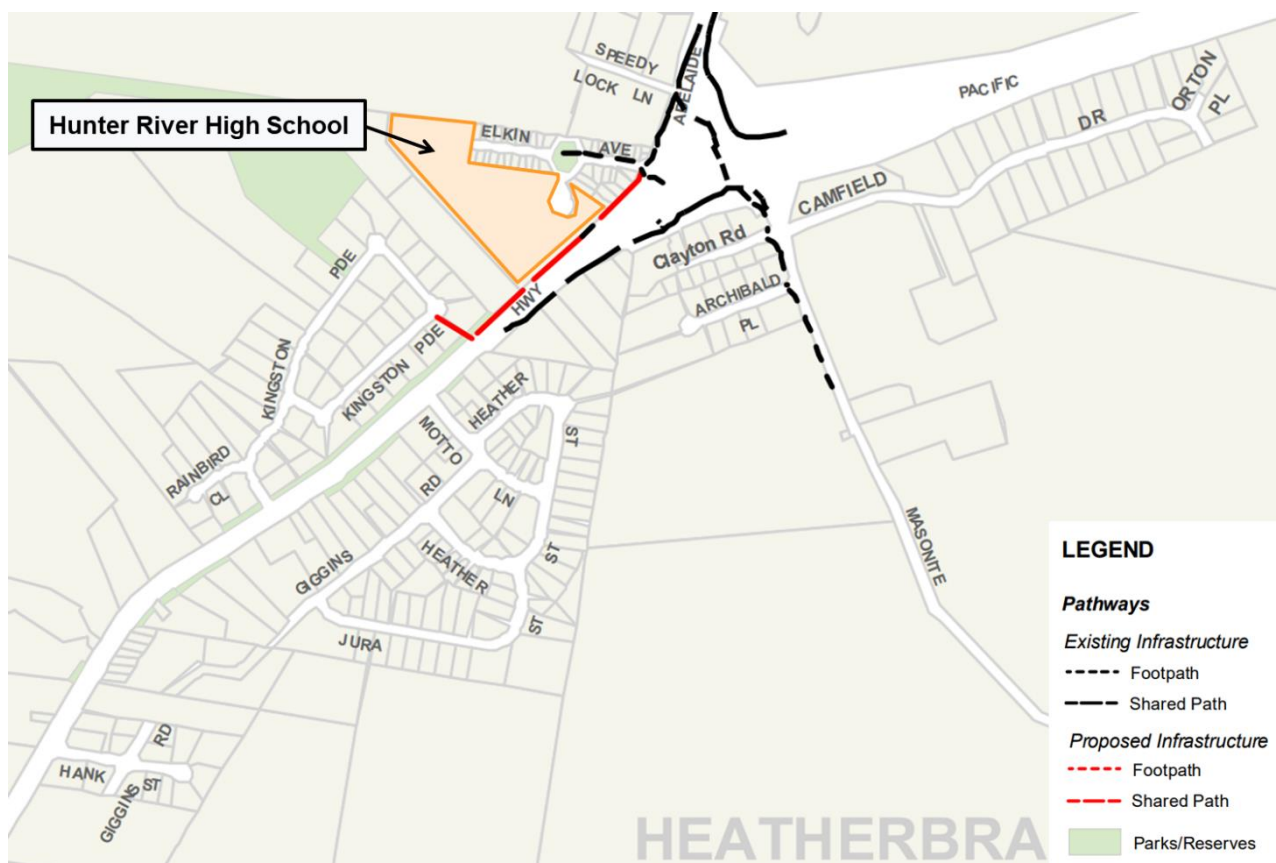 SPEEDY
LOCK LN
ADELAIDE
PACIFIC
ORTON
PL
DR
Hunter River High School
ELKIN
AVE
CAMFIELD
Clayton Rd
PDE
HWY
ARCHIBALD
PL
KINGSTON
KINGSTON PDE
HEATHER
ST
MOTTO
LN
RAINBIRD
CL
RD
GIGGINS
HEATHER
ST
ST
JURA
MASONITE
RD
HANK
ST
GIGGINS
HEATHERBRA
LEGEND
Pathways
Existing Infrastructure
Footpath
Shared Path
Proposed Infrastructure
Footpath
Shared Path
Parks/Reserves